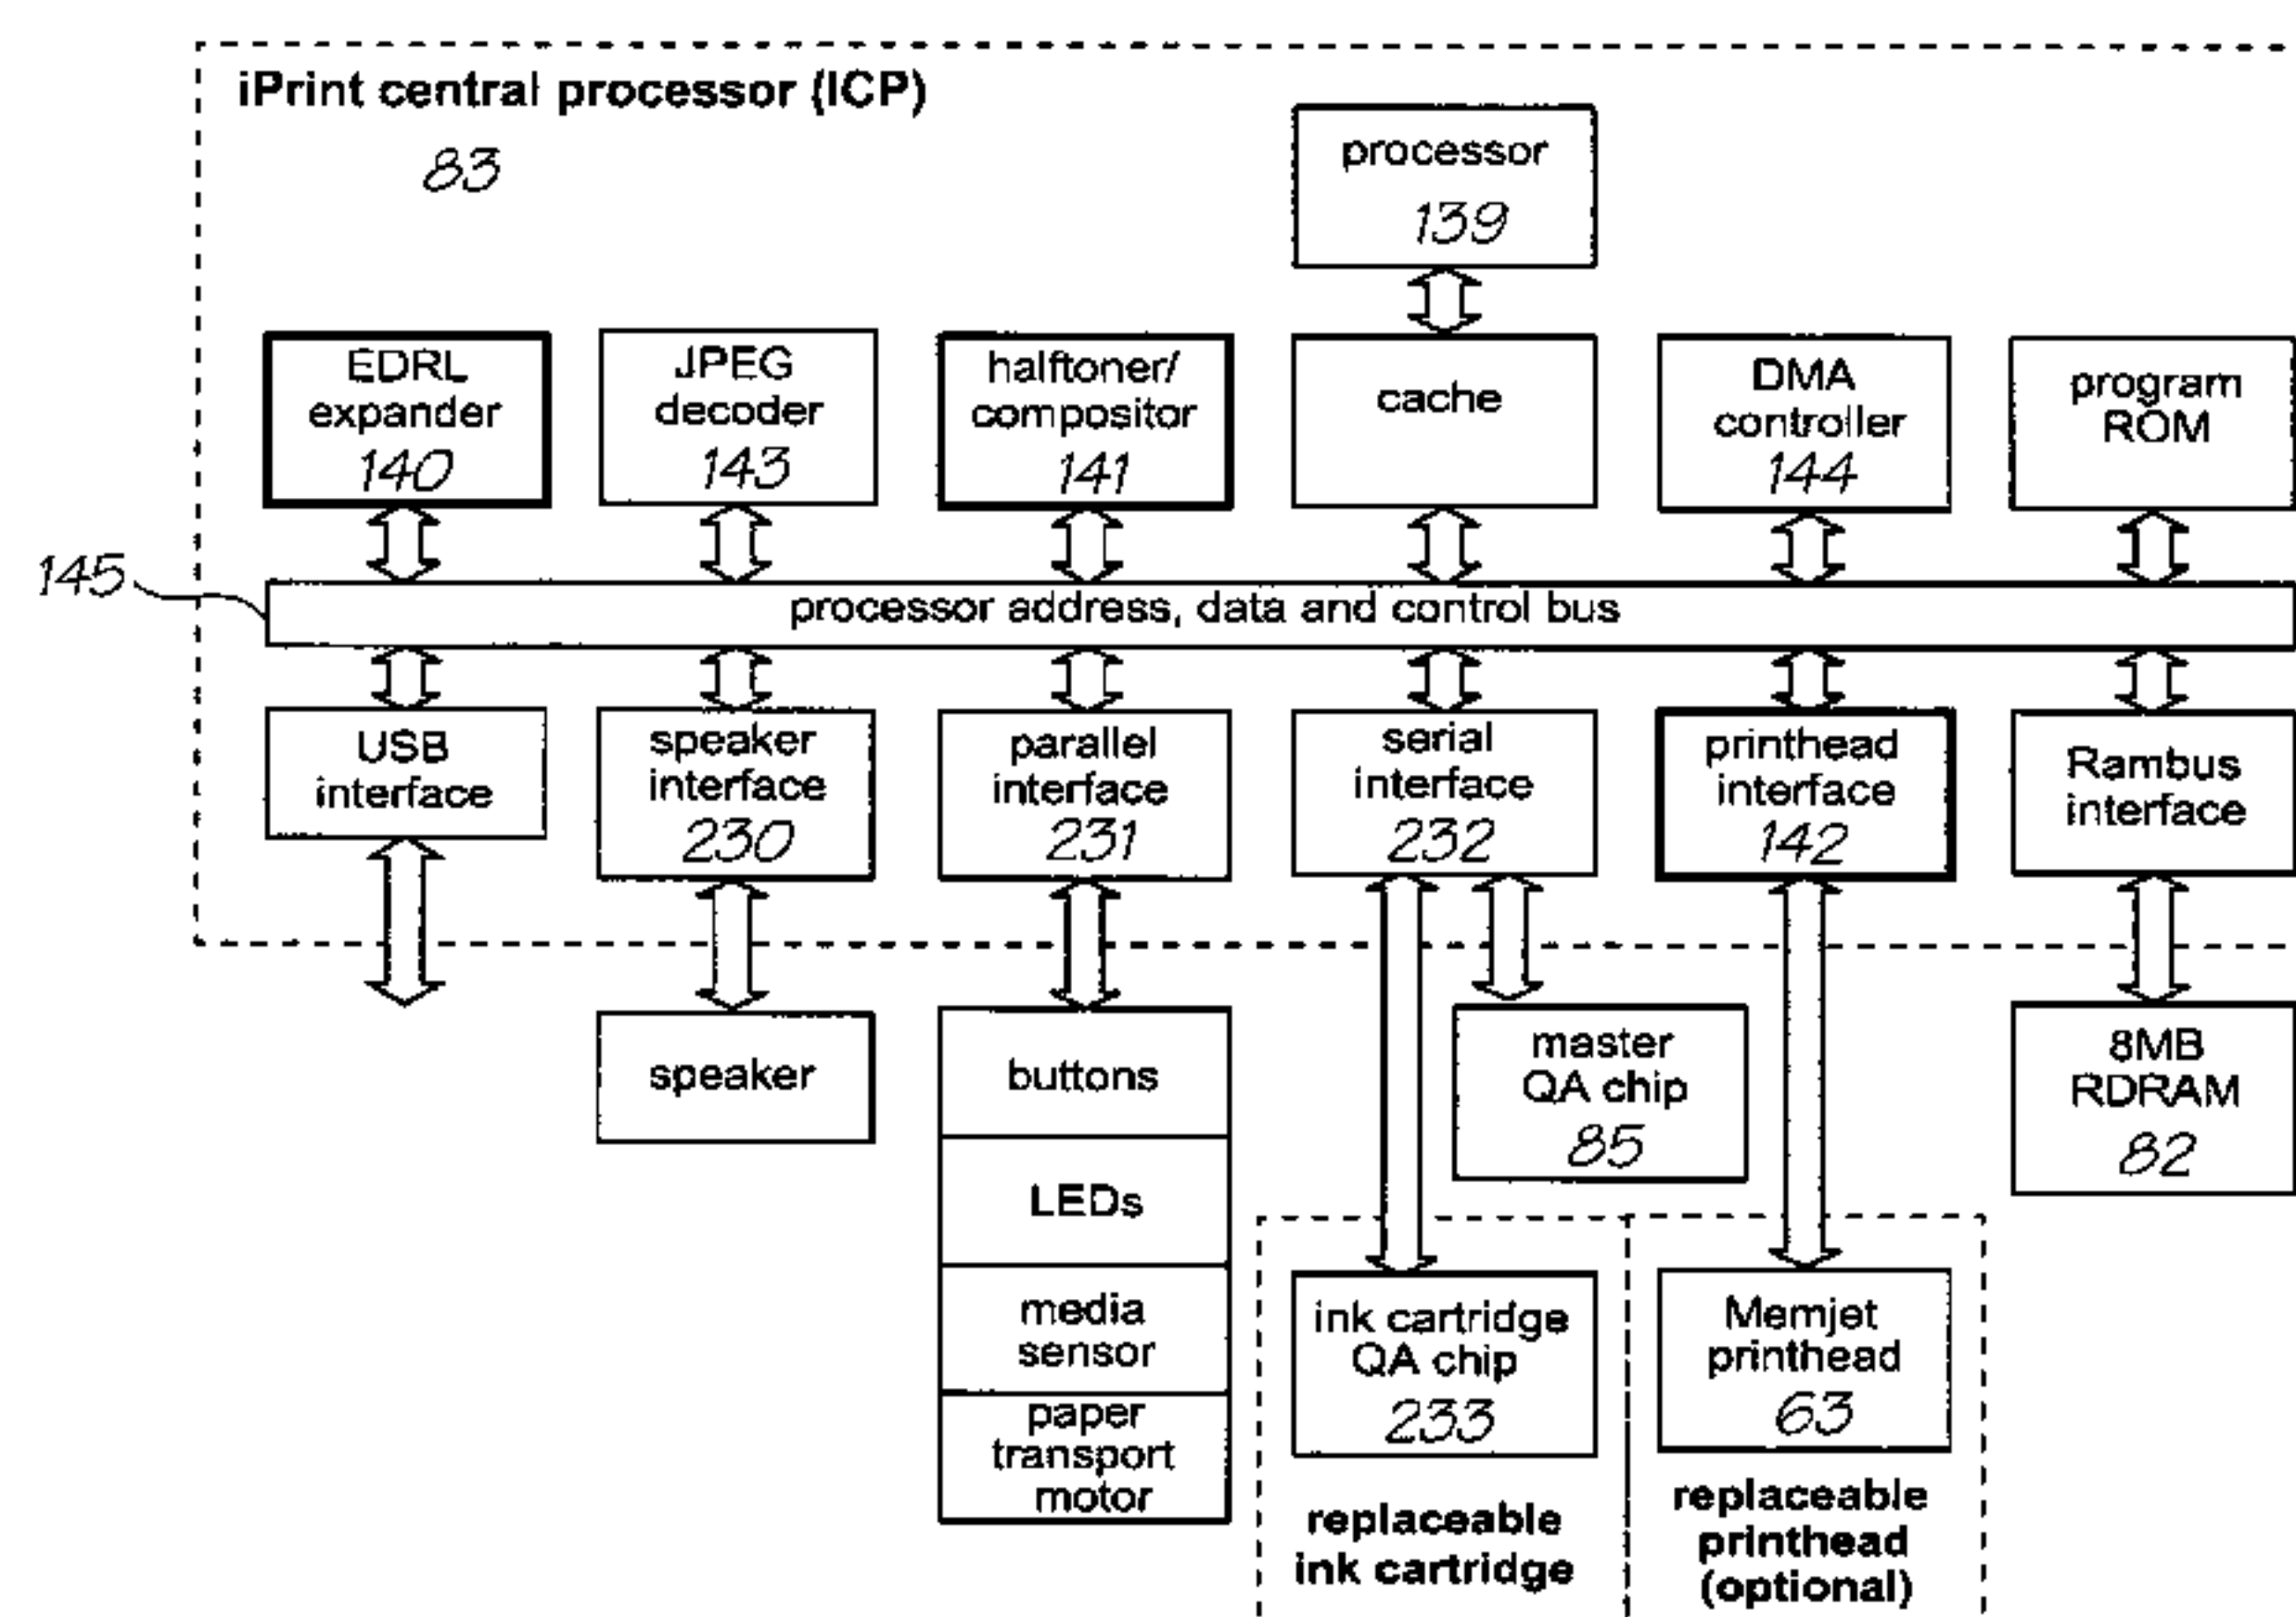 iPrint central processor (ICP)
83
processor
139
EDRL
expander
140
JPEG
decoder
143
halftoner/
compositor
141
cache
DMA
controller
144
program
ROM
145
processor address, data and control bus
USB
interface
speaker
interface
230
parallel
interface
231
serial
interface
232
printhead
interface
142
Rambus
interface
speaker
buttons
LEDs
media
sensor
paper
transport
motor
master
QA chip
85
8MB
RDRAM
82
ink cartridge
QA chip
233
replaceable
ink cartridge
Memjet
printhead
63
replaceable
printhead
(optional)